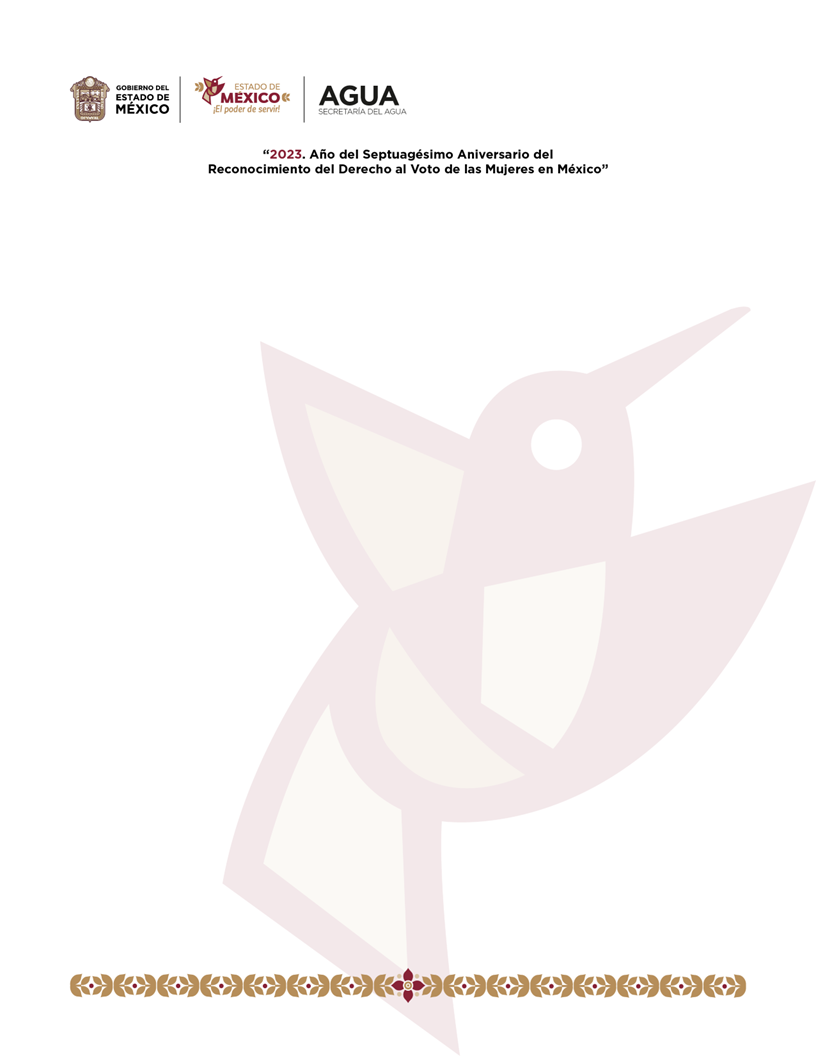 GOBIERNO DEL
ESTADO DE
MÉXICO
ESTADO DE
MÉXICO
¡El poder de servir!
AGUA
SECRETARÍA DEL AGUA
“2023. Año del Septuagésimo Aniversario del
Reconocimiento del Derecho al Voto de las Mujeres en México”